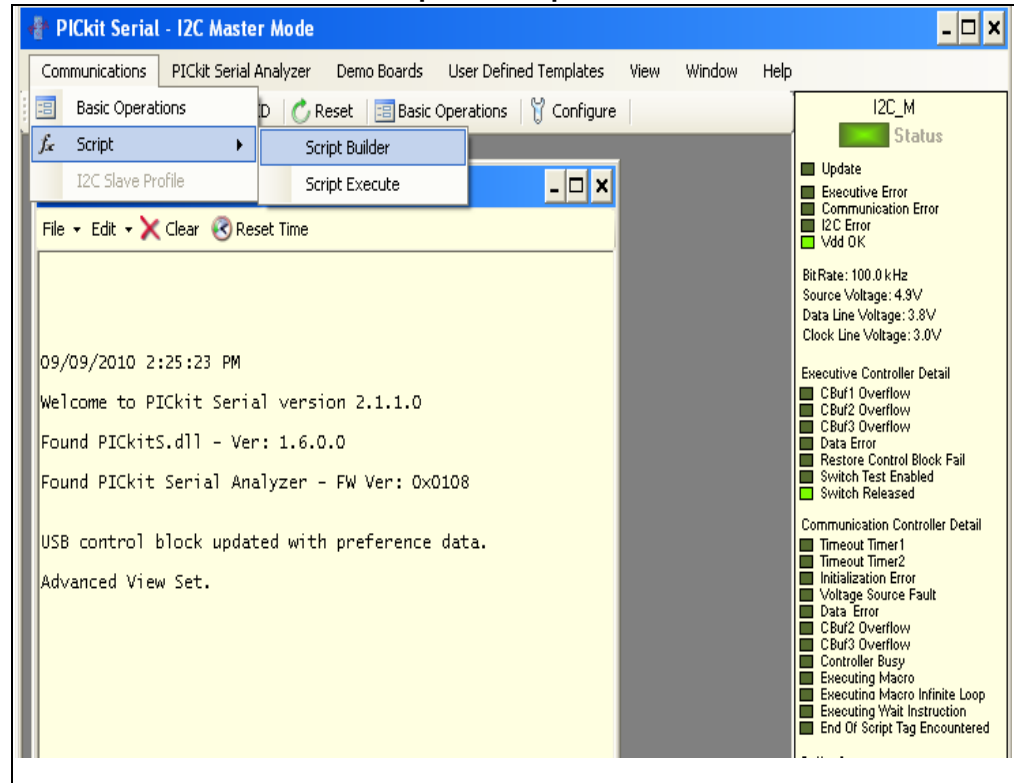 PICkit Serial - I2C Master Mode
Communications PICkit Serial Analyzer Demo Boards User Defined Templates View Window Help
Basic Operations
Reset Basic Operations Configure
Script
Script Builder
I2C Slave Profile
Script Execute
File Edit Clear Reset Time
09/09/2010 2:25:23 PM
Welcome to PICkit Serial version 2.1.1.0
Found PICkitS.dll - Ver: 1.6.0.0
Found PICkit Serial Analyzer - FW Ver: 0x0108
USB control block updated with preference data.
Advanced View Set.
I2C_M
Status
Update
Executive Error
Communication Error
I2C Error
Vdd OK
BitRate: 100.0 kHz
Source Voltage: 4.9V
Data Line Voltage: 3.8V
Clock Line Voltage: 3.0V
Executive Controller Detail
CBuf1 Overflow
CBuf2 Overflow
CBuf3 Overflow
Data Error
Restore Control Block Fail
Switch Test Enabled
Switch Released
Communication Controller Detail
Timeout Timer1
Timeout Timer2
Initialization Error
Voltage Source Fault
Data Error
CBuf2 Overflow
CBuf3 Overflow
Controller Busy
Executing Macro
Executing Macro Infinite Loop
Executing Wait Instruction
End Of Script Tag Encountered